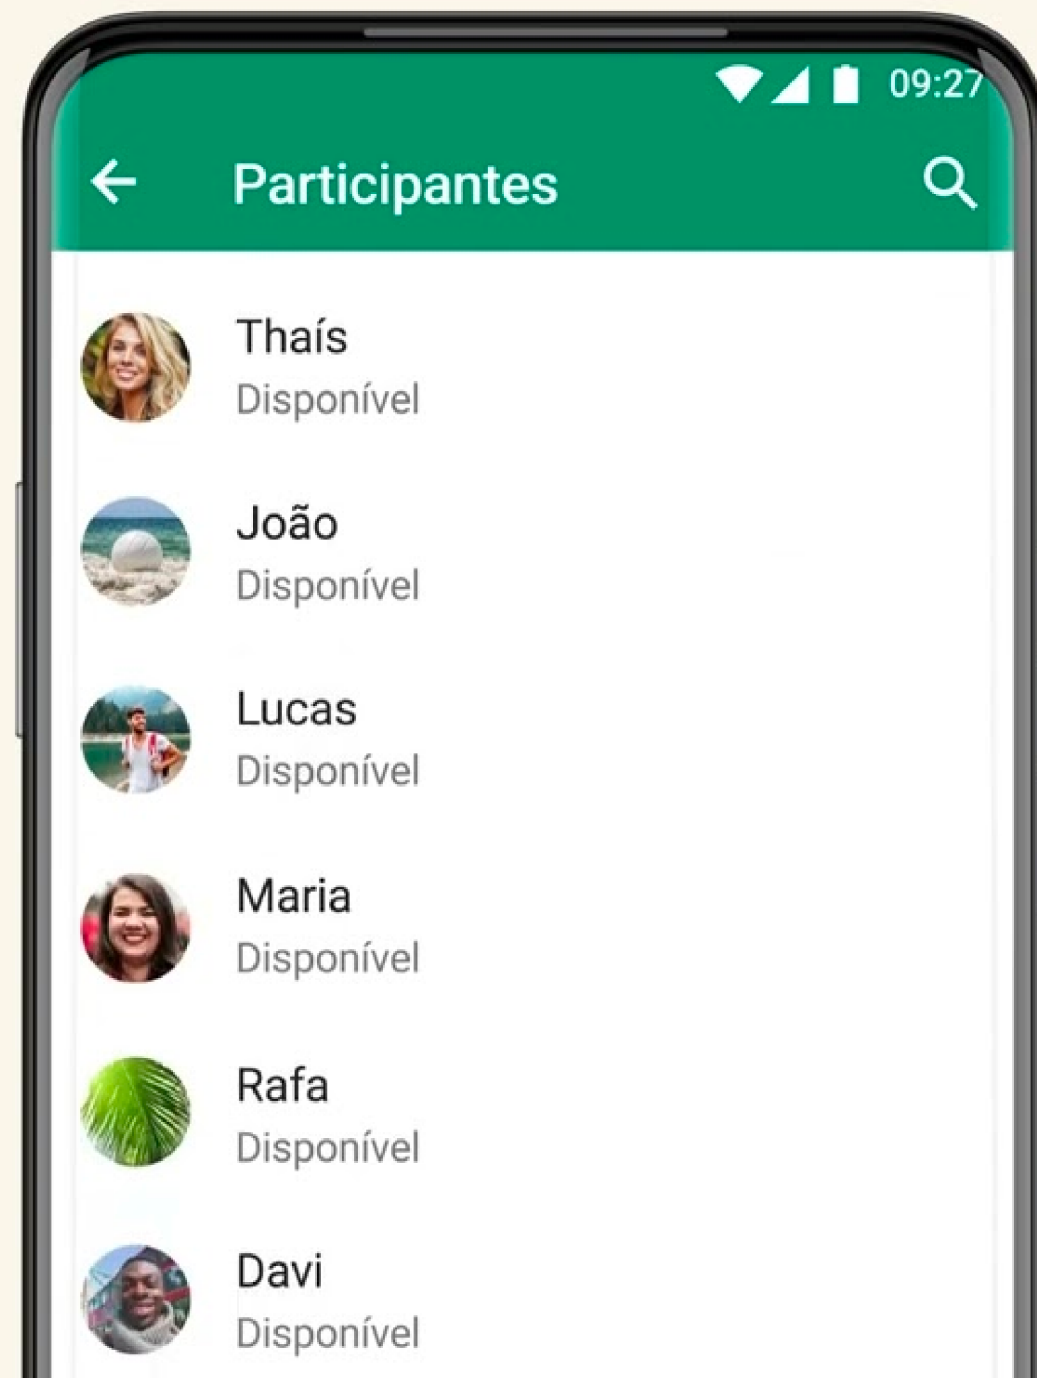 09:27
Participantes
Thaís
Disponível
João
Disponível
Lucas
Disponível
Maria
Disponível
Rafa
Disponível
Davi
Disponível